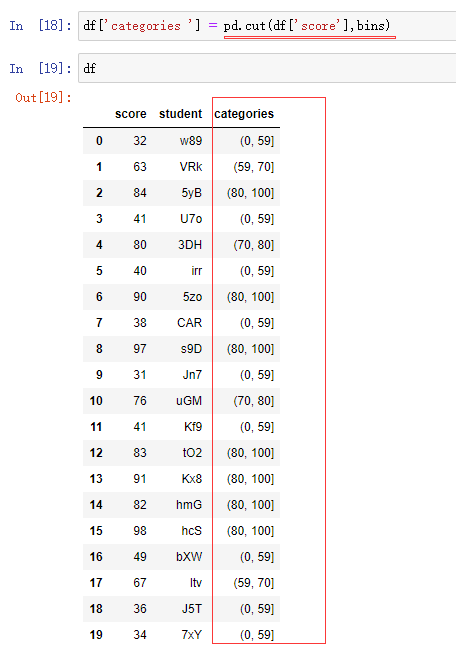 In [18]: df['categories '] = pd.cut(df['score'],bins)
In [19]: df
Out[19]:
score student categories
0 32 w89 (0, 59]
1 63 VRk (59, 70]
2 84 5yB (80, 100]
3 41 U7o (0, 59]
4 80 3DH (70, 80]
5 40 irr (0, 59]
6 90 5zo (80, 100]
7 38 CAR (0, 59]
8 97 s9D (80, 100]
9 31 Jn7 (0, 59]
10 76 uGM (70, 80]
11 41 Kf9 (0, 59]
12 83 tO2 (80, 100]
13 91 Kx8 (80, 100]
14 82 hmG (80, 100]
15 98 hcS (80, 100]
16 49 bXW (0, 59]
17 67 ltv (59, 70]
18 36 J5T (0, 59]
19 34 7xY (0, 59]